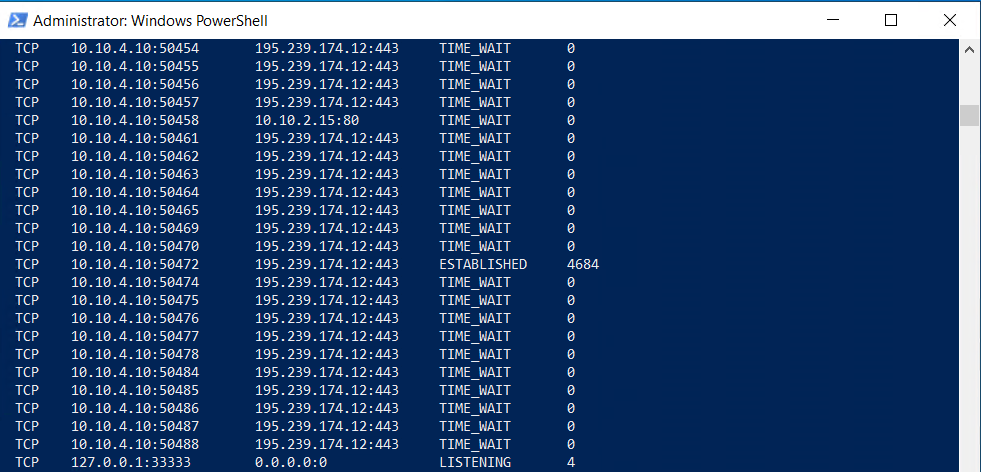 Administrator: Windows PowerShell
TCP 10.10.4.10:50454 195.239.174.12:443 TIME_WAIT 0
TCP 10.10.4.10:50455 195.239.174.12:443 TIME_WAIT 0
TCP 10.10.4.10:50456 195.239.174.12:443 TIME_WAIT 0
TCP 10.10.4.10:50457 195.239.174.12:443 TIME_WAIT 0
TCP 10.10.4.10:50458 10.10.2.15:80 TIME_WAIT 0
TCP 10.10.4.10:50461 195.239.174.12:443 TIME_WAIT 0
TCP 10.10.4.10:50462 195.239.174.12:443 TIME_WAIT 0
TCP 10.10.4.10:50463 195.239.174.12:443 TIME_WAIT 0
TCP 10.10.4.10:50464 195.239.174.12:443 TIME_WAIT 0
TCP 10.10.4.10:50465 195.239.174.12:443 TIME_WAIT 0
TCP 10.10.4.10:50469 195.239.174.12:443 TIME_WAIT 0
TCP 10.10.4.10:50470 195.239.174.12:443 TIME_WAIT 0
TCP 10.10.4.10:50472 195.239.174.12:443 ESTABLISHED 4684
TCP 10.10.4.10:50474 195.239.174.12:443 TIME_WAIT 0
TCP 10.10.4.10:50475 195.239.174.12:443 TIME_WAIT 0
TCP 10.10.4.10:50476 195.239.174.12:443 TIME_WAIT 0
TCP 10.10.4.10:50477 195.239.174.12:443 TIME_WAIT 0
TCP 10.10.4.10:50478 195.239.174.12:443 TIME_WAIT 0
TCP 10.10.4.10:50484 195.239.174.12:443 TIME_WAIT 0
TCP 10.10.4.10:50485 195.239.174.12:443 TIME_WAIT 0
TCP 10.10.4.10:50486 195.239.174.12:443 TIME_WAIT 0
TCP 10.10.4.10:50487 195.239.174.12:443 TIME_WAIT 0
TCP 10.10.4.10:50488 195.239.174.12:443 TIME_WAIT 0
TCP 127.0.0.1:33333 0.0.0.0:0 LISTENING 4